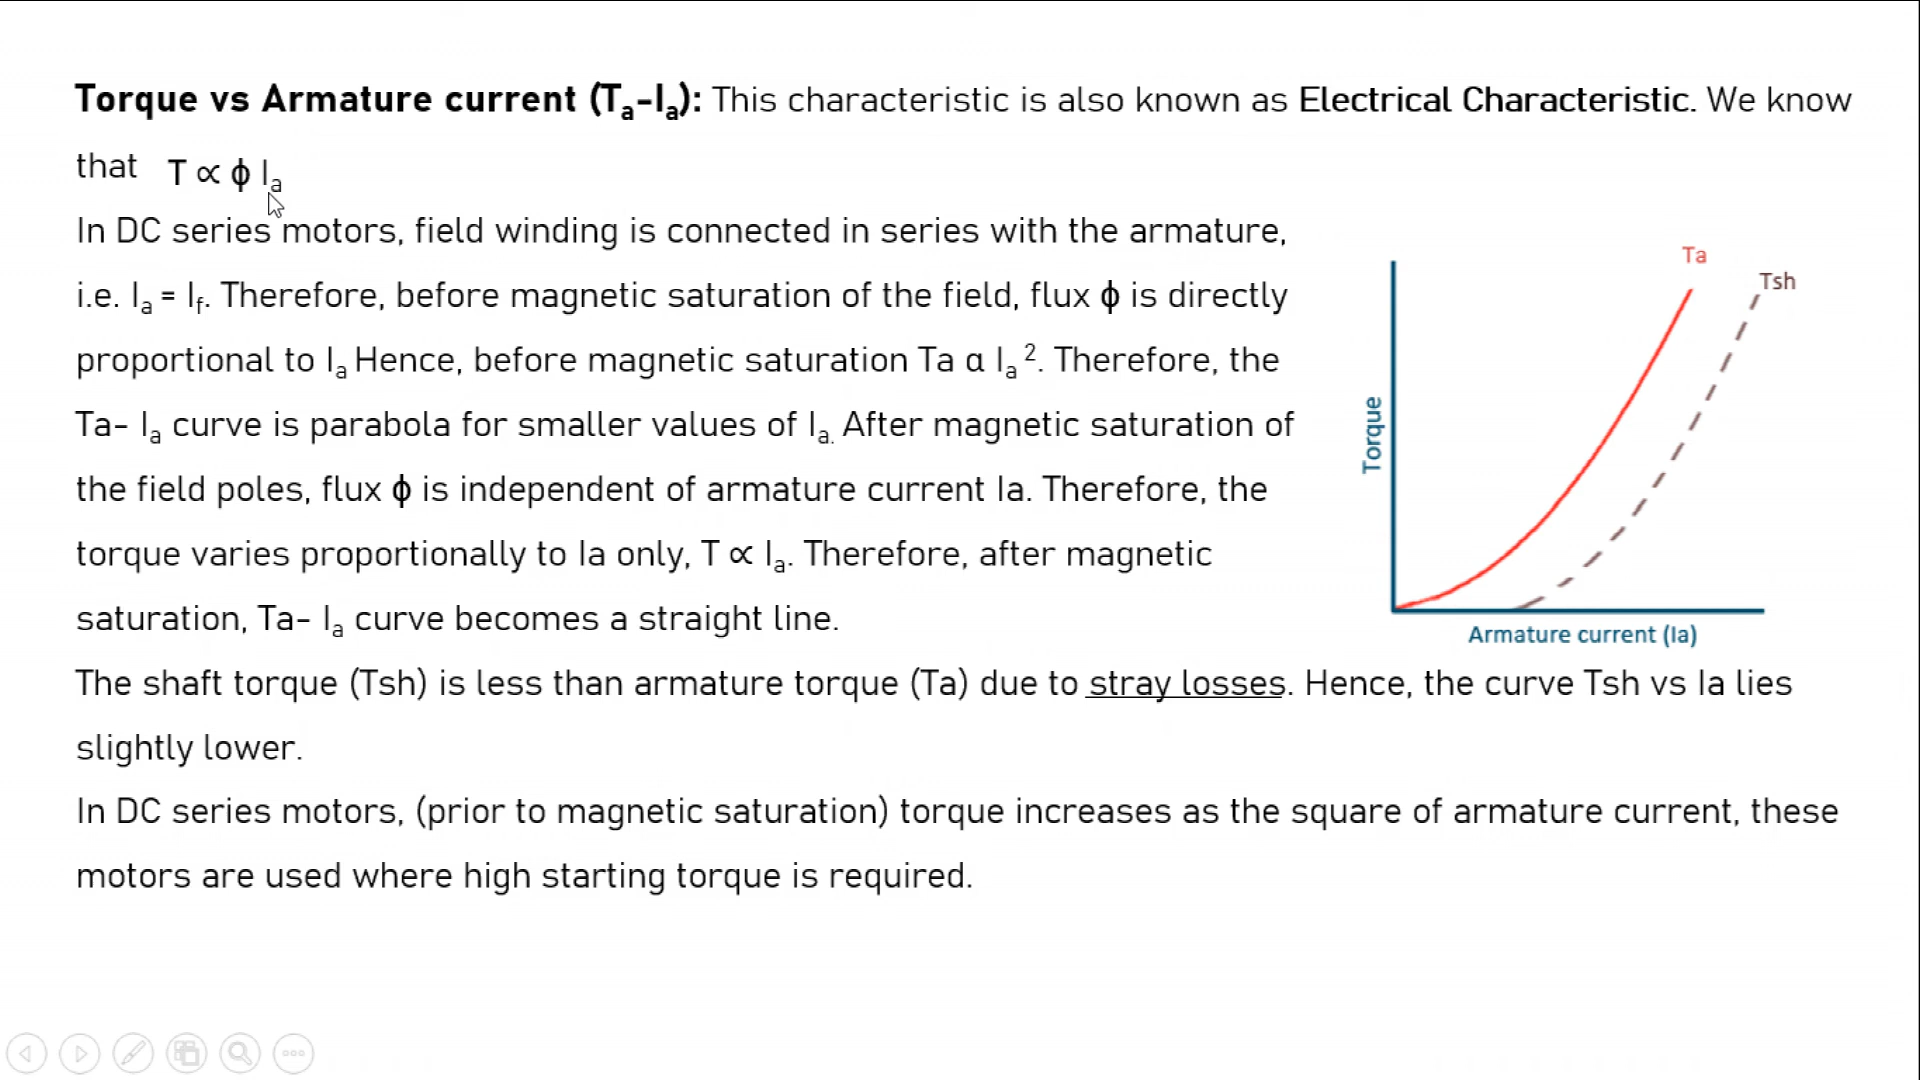 Torque vs Armature current (Ta-Ia): This characteristic is also known as Electrical Characteristic. We know
that T ∝ ɸ Ia
In DC series motors, field winding is connected in series with the armature,
i.e. Ia = If. Therefore, before magnetic saturation of the field, flux ɸ is directly
proportional to Ia Hence, before magnetic saturation Ta α Ia ². Therefore, the
Ta- Ia curve is parabola for smaller values of Ia. After magnetic saturation of
the field poles, flux ɸ is independent of armature current Ia. Therefore, the
torque varies proportionally to Ia only, T ∝ Ia. Therefore, after magnetic
saturation, Ta- Ia curve becomes a straight line.
The shaft torque (Tsh) is less than armature torque (Ta) due to stray losses. Hence, the curve Tsh vs Ia lies
slightly lower.
In DC series motors, (prior to magnetic saturation) torque increases as the square of armature current, these
motors are used where high starting torque is required.
Ta
Tsh
Torque
Armature current (Ia)